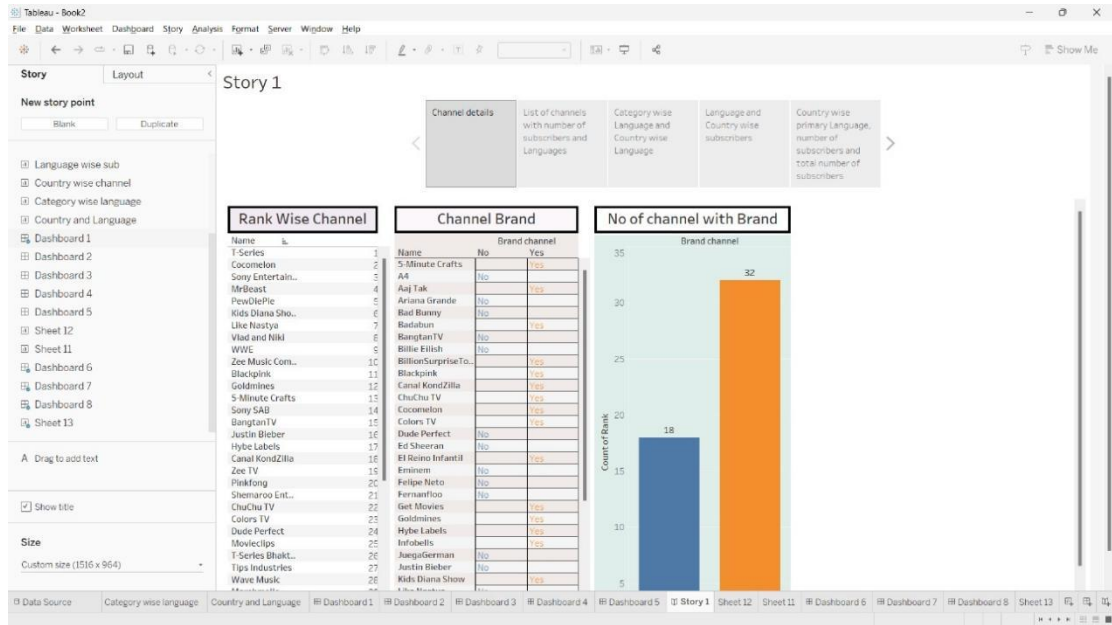 Tableau - Book2
File Data Worksheet Dashboard Story Analysis Format Server Window Help
Show Me
Story Layout
New story point
Blank Duplicate
Language wise sub
Country wise channel
Category wise language
Country and Language
Dashboard 1
Dashboard 2
Dashboard 3
Dashboard 4
Dashboard 5
Sheet 12
Sheet 11
Dashboard 6
Dashboard 7
Dashboard 8
Sheet 13
A Drag to add text
Show title
Size
Custom size (1516 x 964)
Story 1
Channel details
List of channels
with number of
subscribers and
Languages
Category wise
Language and
Country wise
Language
Language and
Country wise
subscribers
Country wise
primary Language,
number of
subscribers and
total number of
subscribers
Rank Wise Channel
Name
T-Series 1
Cocomelon 2
Sony Entertain.. 3
MrBeast 4
PewDiePie 5
Kids Diana Sho.. 6
Like Nastya 7
Vlad and Niki 8
WWE 9
Zee Music Com.. 10
Blackpink 11
Goldmines 12
5-Minute Crafts 13
Sony SAB 14
BangtanTV 15
Justin Bieber 16
Hybe Labels 17
Canal KondZilla 18
Zee TV 19
Pinkfong 20
Shemaroo Ent.. 21
ChuChu TV 22
Colors TV 23
Dude Perfect 24
Movieclips 25
T-Series Bhakt.. 26
Tips Industries 27
Wave Music 28
Channel Brand
Brand channel
Name No Yes
5-Minute Crafts Yes
A4 No
Aaj Tak Yes
Ariana Grande No
Bad Bunny No
Badabun Yes
BangtanTV No
Billie Eilish No
BillionSurpriseTo.. Yes
Blackpink Yes
Canal KondZilla Yes
ChuChu TV Yes
Cocomelon Yes
Colors TV Yes
Dude Perfect No
Ed Sheeran No
El Reino Infantil Yes
Eminem No
Felipe Neto No
Fernanfloo No
Get Movies Yes
Goldmines Yes
Hybe Labels Yes
Infobells Yes
JuegaGerman No
Justin Bieber No
Kids Diana Show Yes
No of channel with Brand
Brand channel
35
32
30
25
20
18
15
10
5
Count of Rank
Data Source Category wise language Country and Language Dashboard 1 Dashboard 2 Dashboard 3 Dashboard 4 Dashboard 5 Story 1 Sheet 12 Sheet 11 Dashboard 6 Dashboard 7 Dashboard 8 Sheet 13